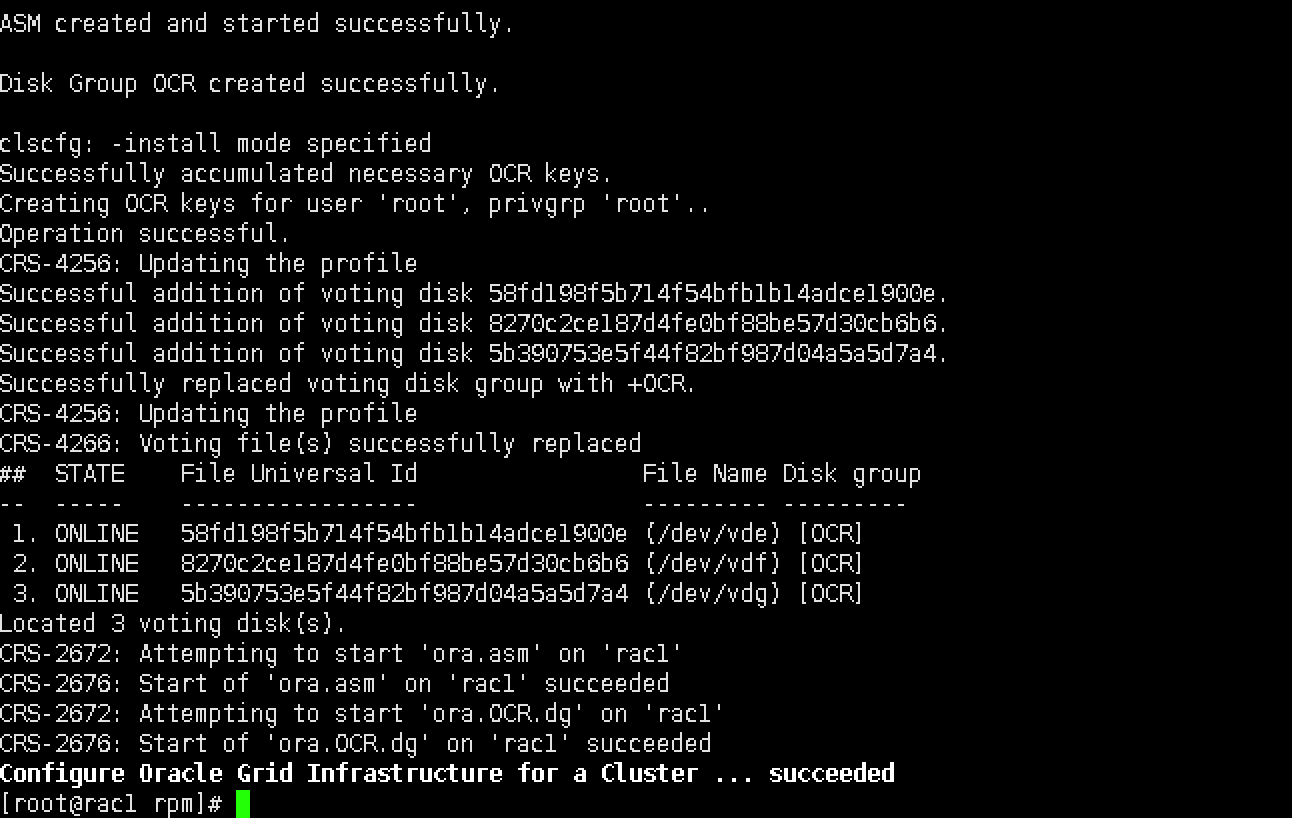 ASM created and started successfully.
Disk Group OCR created successfully.
clscfg: -install mode specified
Successfully accumulated necessary OCR keys.
Creating OCR keys for user 'root', privgrp 'root'..
Operation successful.
CRS-4256: Updating the profile
Successful addition of voting disk 58fd198f5b714f54bfb1b14adce1900e.
Successful addition of voting disk 8270c2ce187d4fe0bf88be57d30cb6b6.
Successful addition of voting disk 5b390753e5f44f82bf987d04a5a5d7a4.
Successfully replaced voting disk group with +OCR.
CRS-4256: Updating the profile
CRS-4266: Voting file(s) successfully replaced
##  STATE    File Universal Id                File Name Disk group
--  -----    -----------------                --------- ---------
 1. ONLINE   58fd198f5b714f54bfb1b14adce1900e (/dev/vde) [OCR]
 2. ONLINE   8270c2ce187d4fe0bf88be57d30cb6b6 (/dev/vdf) [OCR]
 3. ONLINE   5b390753e5f44f82bf987d04a5a5d7a4 (/dev/vdg) [OCR]
Located 3 voting disk(s).
CRS-2672: Attempting to start 'ora.asm' on 'rac1'
CRS-2676: Start of 'ora.asm' on 'rac1' succeeded
CRS-2672: Attempting to start 'ora.OCR.dg' on 'rac1'
CRS-2676: Start of 'ora.OCR.dg' on 'rac1' succeeded
Configure Oracle Grid Infrastructure for a Cluster ... succeeded
[root@rac1 rpm]#